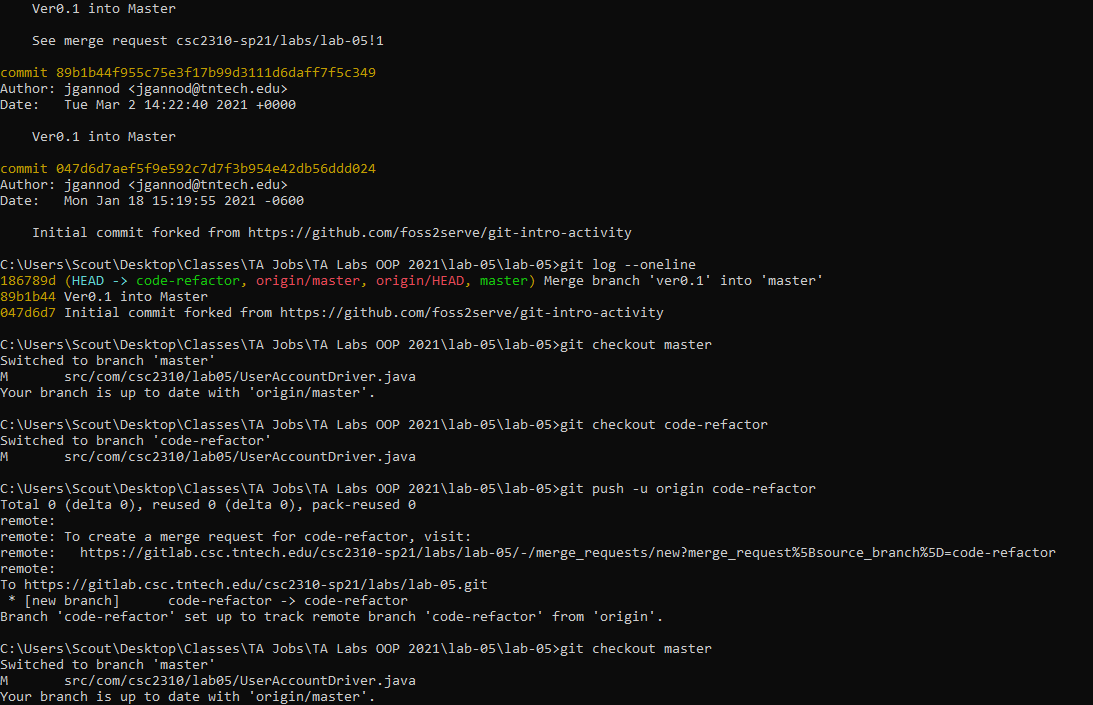 Ver0.1 into Master
    See merge request csc2310-sp21/labs/lab-05!1
commit 89b1b44f955c75e3f17b99d3111d6daff7f5c349
Author: jgannod <jgannod@tntech.edu>
Date:   Tue Mar 2 14:22:40 2021 +0000
    Ver0.1 into Master
commit 047d6d7aef5f9e592c7d7f3b954e42db56ddd024
Author: jgannod <jgannod@tntech.edu>
Date:   Mon Jan 18 15:19:55 2021 -0600
    Initial commit forked from https://github.com/foss2serve/git-intro-activity
C:\Users\Scout\Desktop\Classes\TA Jobs\TA Labs OOP 2021\lab-05\lab-05>git log --oneline
186789d (HEAD -> code-refactor, origin/master, origin/HEAD, master) Merge branch 'ver0.1' into 'master'
89b1b44 Ver0.1 into Master
047d6d7 Initial commit forked from https://github.com/foss2serve/git-intro-activity
C:\Users\Scout\Desktop\Classes\TA Jobs\TA Labs OOP 2021\lab-05\lab-05>git checkout master
Switched to branch 'master'
M       src/com/csc2310/lab05/UserAccountDriver.java
Your branch is up to date with 'origin/master'.
C:\Users\Scout\Desktop\Classes\TA Jobs\TA Labs OOP 2021\lab-05\lab-05>git checkout code-refactor
Switched to branch 'code-refactor'
M       src/com/csc2310/lab05/UserAccountDriver.java
C:\Users\Scout\Desktop\Classes\TA Jobs\TA Labs OOP 2021\lab-05\lab-05>git push -u origin code-refactor
Total 0 (delta 0), reused 0 (delta 0), pack-reused 0
remote:
remote: To create a merge request for code-refactor, visit:
remote:   https://gitlab.csc.tntech.edu/csc2310-sp21/labs/lab-05/-/merge_requests/new?merge_request%5Bsource_branch%5D=code-refactor
remote:
To https://gitlab.csc.tntech.edu/csc2310-sp21/labs/lab-05.git
 * [new branch]      code-refactor -> code-refactor
Branch 'code-refactor' set up to track remote branch 'code-refactor' from 'origin'.
C:\Users\Scout\Desktop\Classes\TA Jobs\TA Labs OOP 2021\lab-05\lab-05>git checkout master
Switched to branch 'master'
M       src/com/csc2310/lab05/UserAccountDriver.java
Your branch is up to date with 'origin/master'.